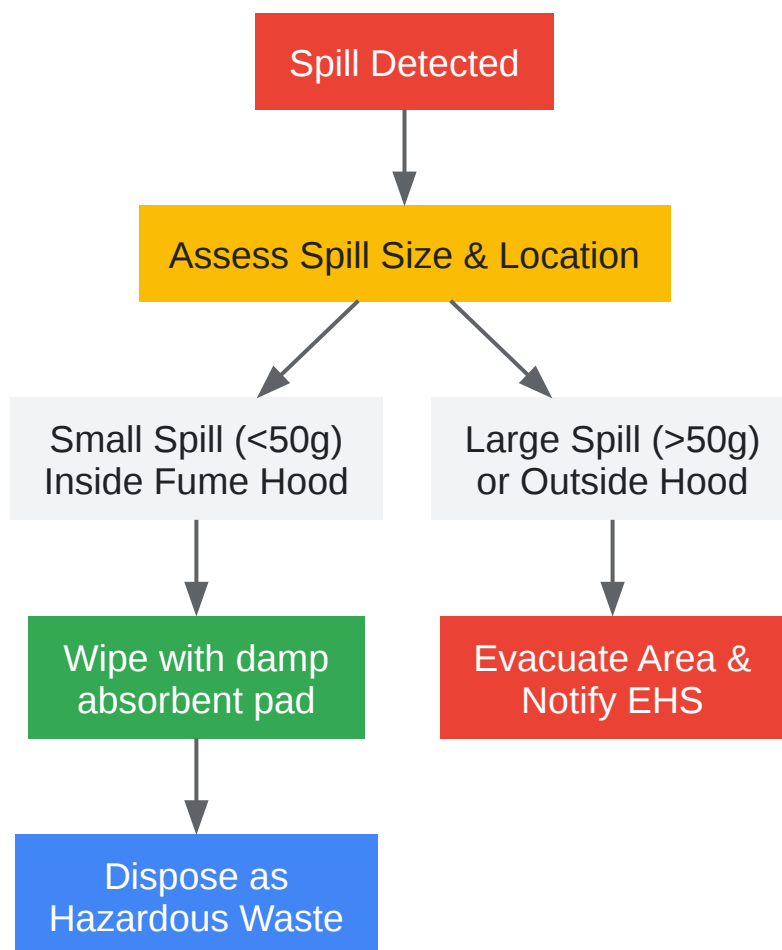 Spill Detected
Assess Spill Size & Location
Small Spill (<50g)
Inside Fume Hood
Large Spill (>50g)
or Outside Hood
Wipe with damp
absorbent pad
Evacuate Area &
Notify EHS
Dispose as
Hazardous Waste